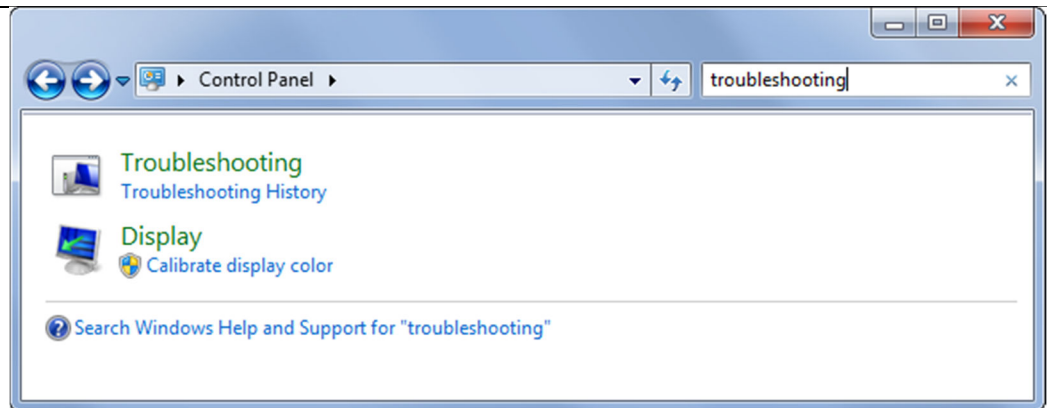 Control Panel
troubleshooting
Troubleshooting
Troubleshooting History
Display
Calibrate display color
Search Windows Help and Support for "troubleshooting"